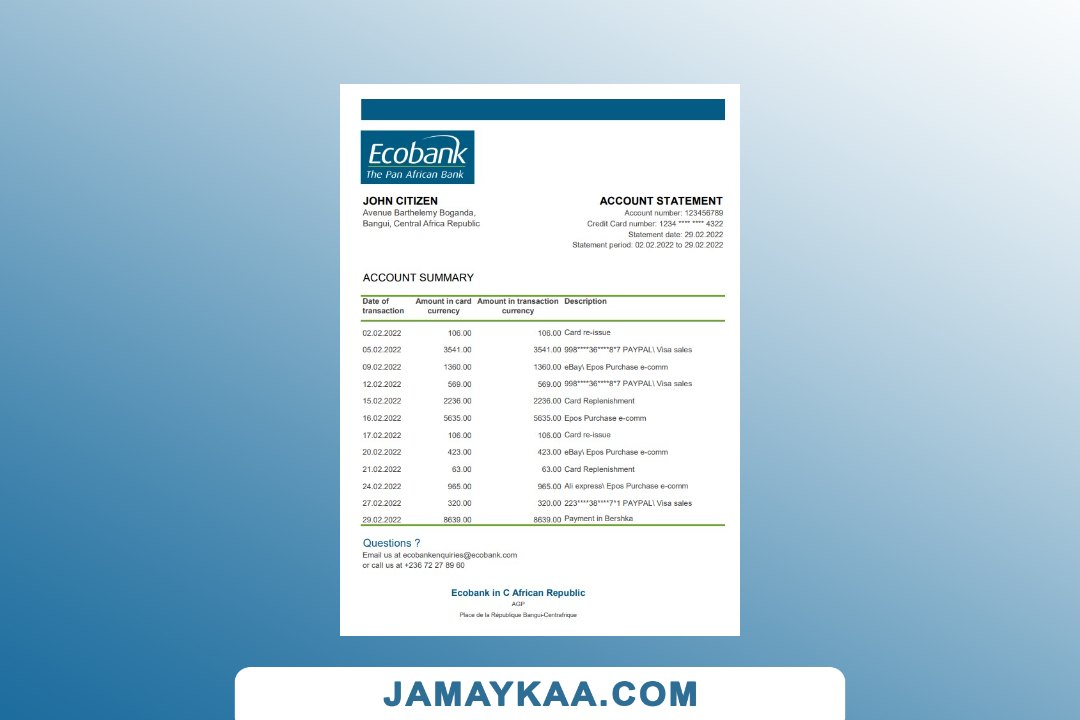 Ecobank
The Pan African Bank
JOHN CITIZEN
Avenue Barthelemy Boganda,
Bangui, Central Africa Republic
ACCOUNT STATEMENT
Account number: 123456789
Credit Card number: 1234 **** **** 4322
Statement date: 29.02.2022
Statement period: 02.02.2022 to 29.02.2022
ACCOUNT SUMMARY
Date of transaction Amount in card currency Amount in transaction currency Description
02.02.2022 106.00 106.00 Card re-issue
05.02.2022 3541.00 3541.00 998****36****8*7 PAYPAL\ Visa sales
09.02.2022 1360.00 1360.00 eBay\ Epos Purchase e-comm
12.02.2022 569.00 569.00 998****36****8*7 PAYPAL\ Visa sales
15.02.2022 2236.00 2236.00 Card Replenishment
16.02.2022 5635.00 5635.00 Epos Purchase e-comm
17.02.2022 106.00 106.00 Card re-issue
20.02.2022 423.00 423.00 eBay\ Epos Purchase e-comm
21.02.2022 63.00 63.00 Card Replenishment
24.02.2022 965.00 965.00 Ali express\ Epos Purchase e-comm
27.02.2022 320.00 320.00 223****38****7*1 PAYPAL\ Visa sales
29.02.2022 8639.00 8639.00 Payment in Bershka
Questions ?
Email us at ecobankenquiries@ecobank.com
or call us at +236 72 27 89 60
Ecobank in C African Republic
AGP
Place de la République Bangui-Centrafrique
JAMAYKAA.COM